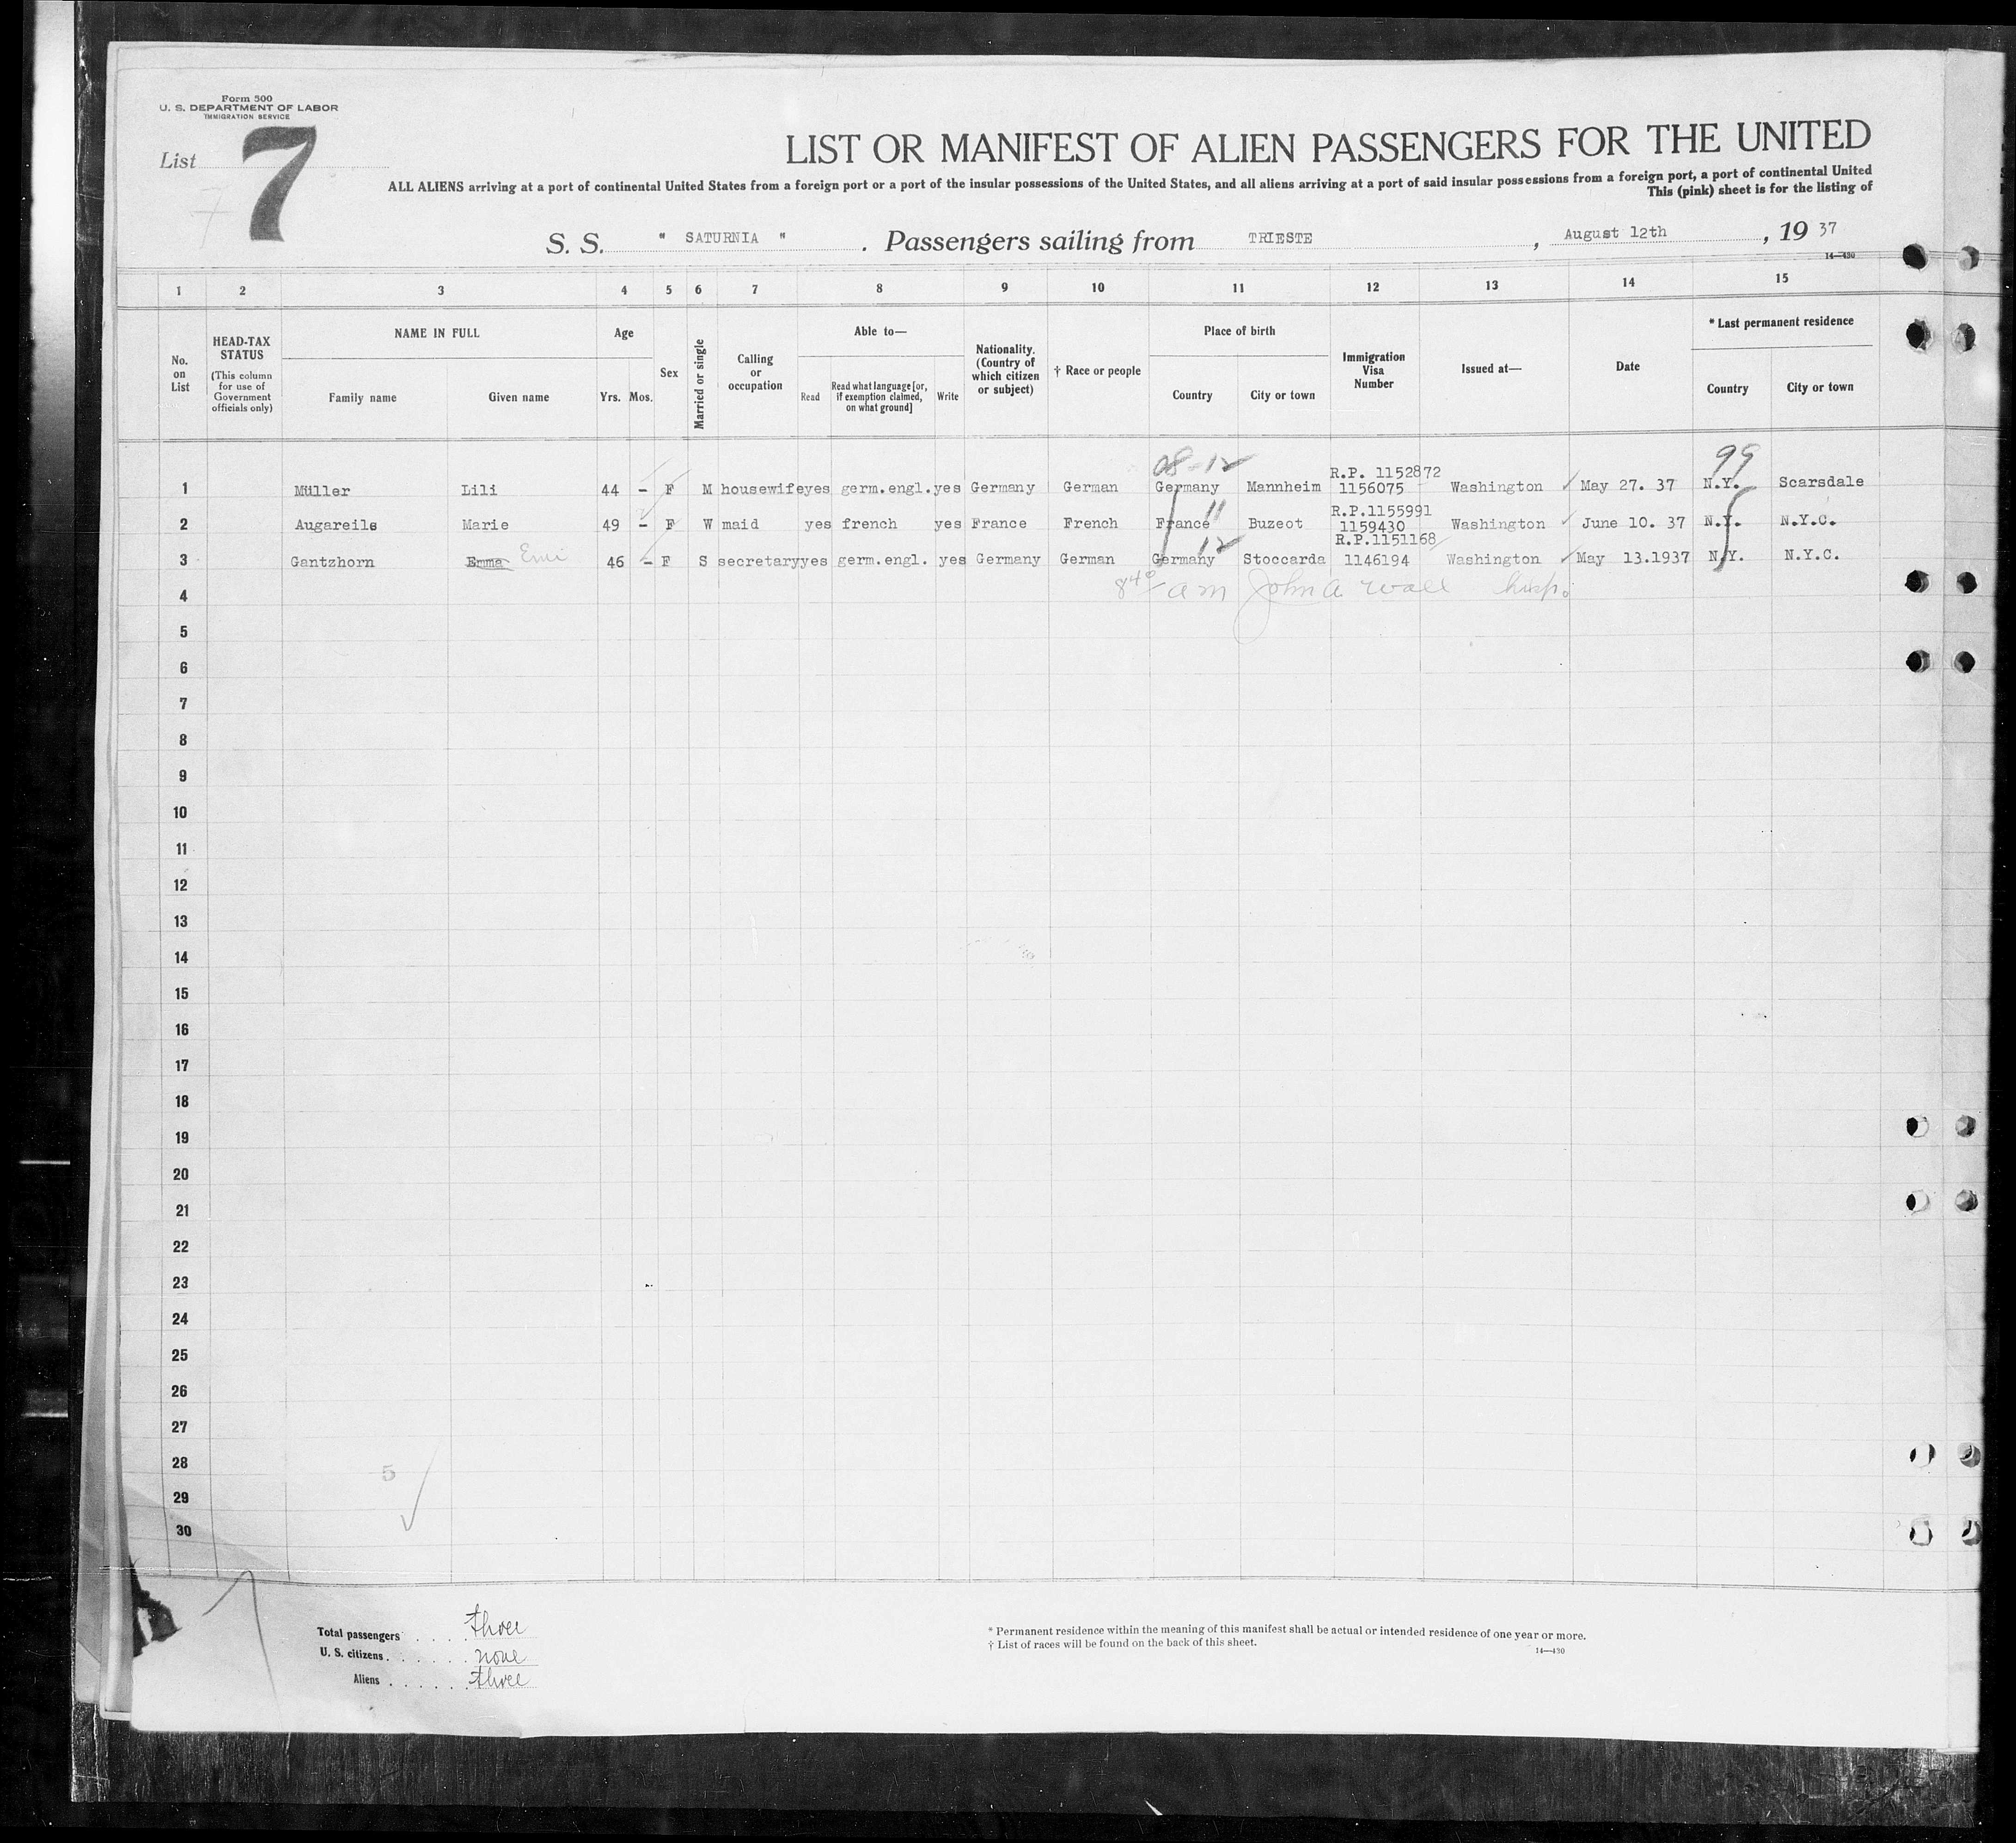 Form 500
U. S. DEPARTMENT OF LABOR
IMMIGRATION SERVICE
List 7
7
LIST OR MANIFEST OF ALIEN PASSENGERS FOR THE UNITED
ALL ALIENS arriving at a port of continental United States from a foreign port or a port of the insular possessions of the United States, and all aliens arriving at a port of said insular possessions from a foreign port, a port of continental United
This (pink) sheet is for the listing of
S. S. " SATURNIA " . Passengers sailing from TRIESTE , August 12th , 19 37
14—430
1 2 3 4 5 6 7 8 9 10 11 12 13 14 15
No. on List
HEAD-TAX STATUS
(This column for use of Government officials only)
NAME IN FULL
Family name Given name
Age
Yrs. Mos.
Sex
Married or single
Calling or occupation
Able to—
Read
Read what language [or, if exemption claimed, on what ground]
Write
Nationality. (Country of which citizen or subject)
† Race or people
Place of birth
Country City or town
Immigration Visa Number
Issued at—
Date
* Last permanent residence
Country City or town
08-12 99
R.P. 1152872
1 Müller Lili 44 - F M housewife yes germ.engl. yes Germany German Germany Mannheim 1156075 Washington May 27. 37 N.Y. Scarsdale
11 R.P.1155991
2 Augareils Marie 49 - F W maid yes french yes France French France Buzeot 1159430 Washington June 10. 37 N.Y. N.Y.C.
12 R.P.1151168
3 Gantzhorn Emma Emi 46 - F S secretary yes germ.engl. yes Germany German Germany Stoccarda 1146194 Washington May 13.1937 N.Y. N.Y.C.
4 8 40 am John A Wall Insp.
5
6
7
8
9
10
11
12
13
14
15
16
17
18
19
20
21
22
23
24
25
26
27
28 5
29
30
Total passengers . . . . three
U. S. citizens . . . . . . none
Aliens . . . . . . three
* Permanent residence within the meaning of this manifest shall be actual or intended residence of one year or more.
† List of races will be found on the back of this sheet.
14—430